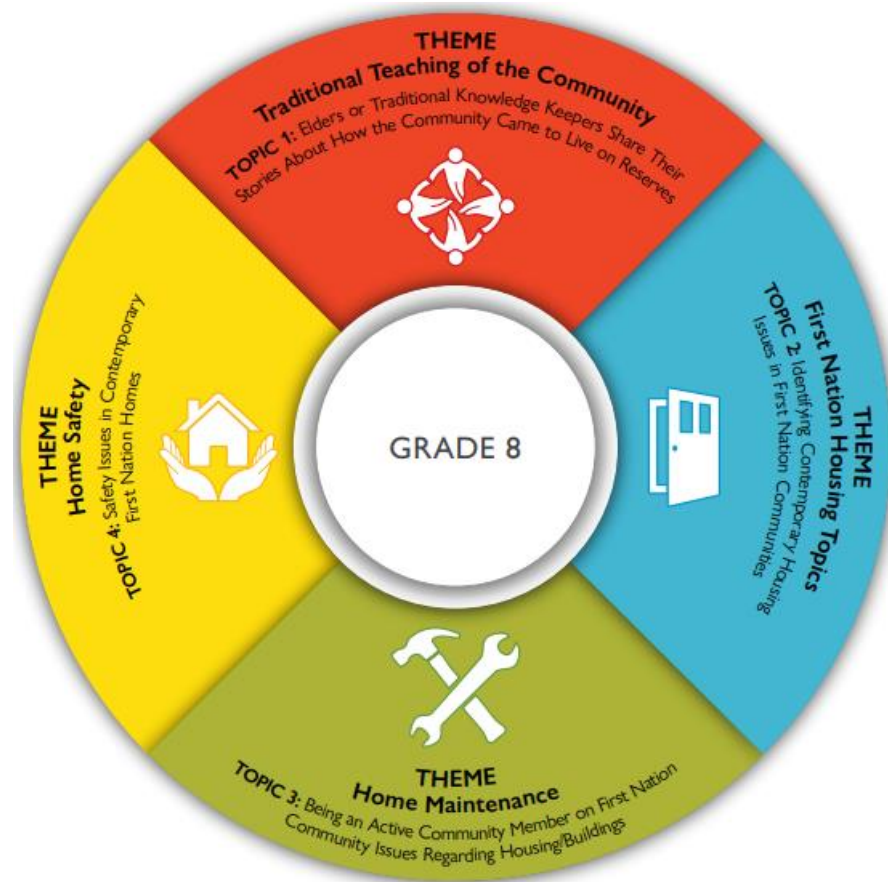 THEME
Traditional Teaching of the Community
TOPIC 1: Elders or Traditional Knowledge Keepers Share Their
Stories About How the Community Came to Live on Reserves
THEME
First Nation Housing Topics
TOPIC 2: Identifying Contemporary Housing
Issues in First Nation Communities
THEME
Home Maintenance
TOPIC 3: Being an Active Community Member on First Nation
Community Issues Regarding Housing/Buildings
THEME
Home Safety
TOPIC 4: Safety Issues in Contemporary
First Nation Homes
GRADE 8